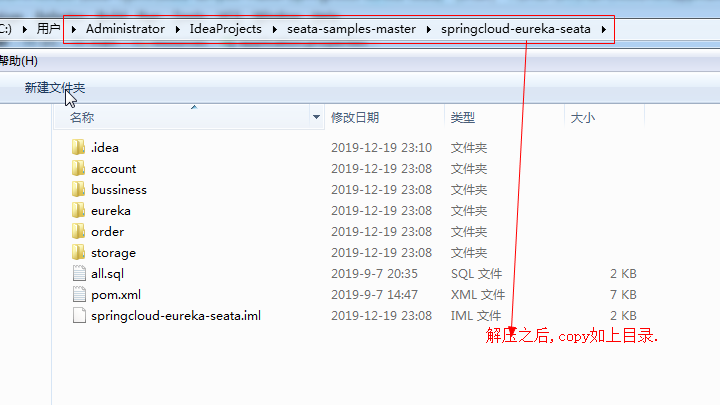 C:) 用户 Administrator IdeaProjects seata-samples-master springcloud-eureka-seata
帮助(H)
新建文件夹
名称 修改日期 类型 大小
.idea 2019-12-19 23:10 文件夹
account 2019-12-19 23:08 文件夹
bussiness 2019-12-19 23:08 文件夹
eureka 2019-12-19 23:08 文件夹
order 2019-12-19 23:08 文件夹
storage 2019-12-19 23:08 文件夹
all.sql 2019-9-7 20:35 SQL 文件 2 KB
pom.xml 2019-9-7 14:47 XML 文件 7 KB
springcloud-eureka-seata.iml 2019-12-19 23:08 IML 文件 2 KB
解压之后, copy如上目录.